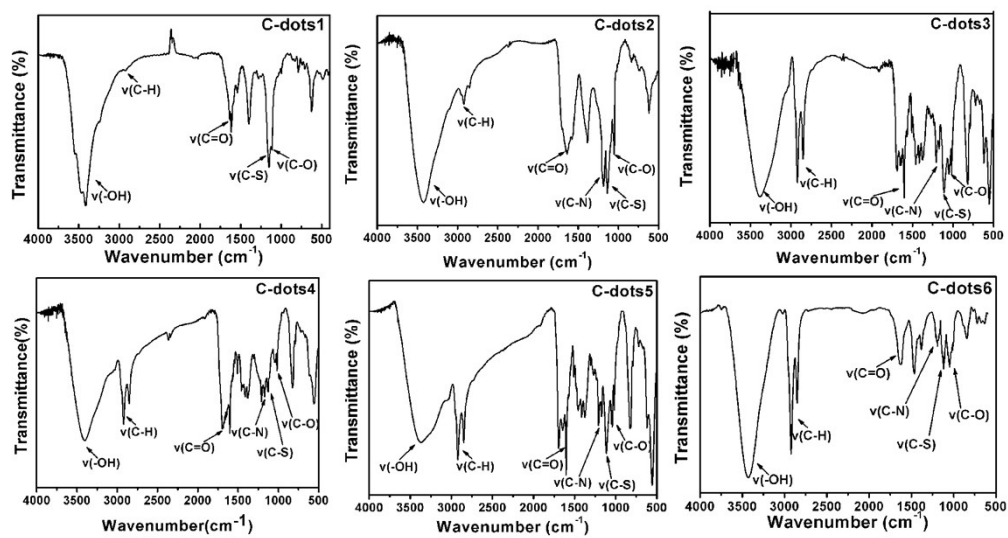 C-dots1
Transmittance (%)
ν(C-H)
ν(C=O)
ν(C-S)
ν(C-O)
ν(-OH)
4000 3500 3000 2500 2000 1500 1000 500
Wavenumber (cm-1)
C-dots2
Transmittance (%)
ν(C-H)
ν(C=O)
ν(C-O)
ν(-OH)
ν(C-N)
ν(C-S)
4000 3500 3000 2500 2000 1500 1000 500
Wavenumber (cm-1)
C-dots3
Transmittance (%)
ν(C-H)
ν(-OH)
ν(C=O)
ν(C-O)
ν(C-N)
ν(C-S)
4000 3500 3000 2500 2000 1500 1000 500
Wavenumber (cm-1)
C-dots4
Transmittance(%)
ν(C-H)
ν(-OH)
ν(C=O)
ν(C-N)
ν(C-O)
ν(C-S)
4000 3500 3000 2500 2000 1500 1000 500
Wavenumber(cm-1)
C-dots5
Transmittance (%)
ν(-OH)
ν(C-H)
ν(C=O)
ν(C-O)
ν(C-N)
ν(C-S)
4000 3500 3000 2500 2000 1500 1000 500
Wavenumber (cm-1)
C-dots6
Transmittance (%)
ν(C=O)
ν(C-N)
ν(C-O)
ν(C-S)
ν(C-H)
ν(-OH)
4000 3500 3000 2500 2000 1500 1000 500
Wavenumber (cm-1)